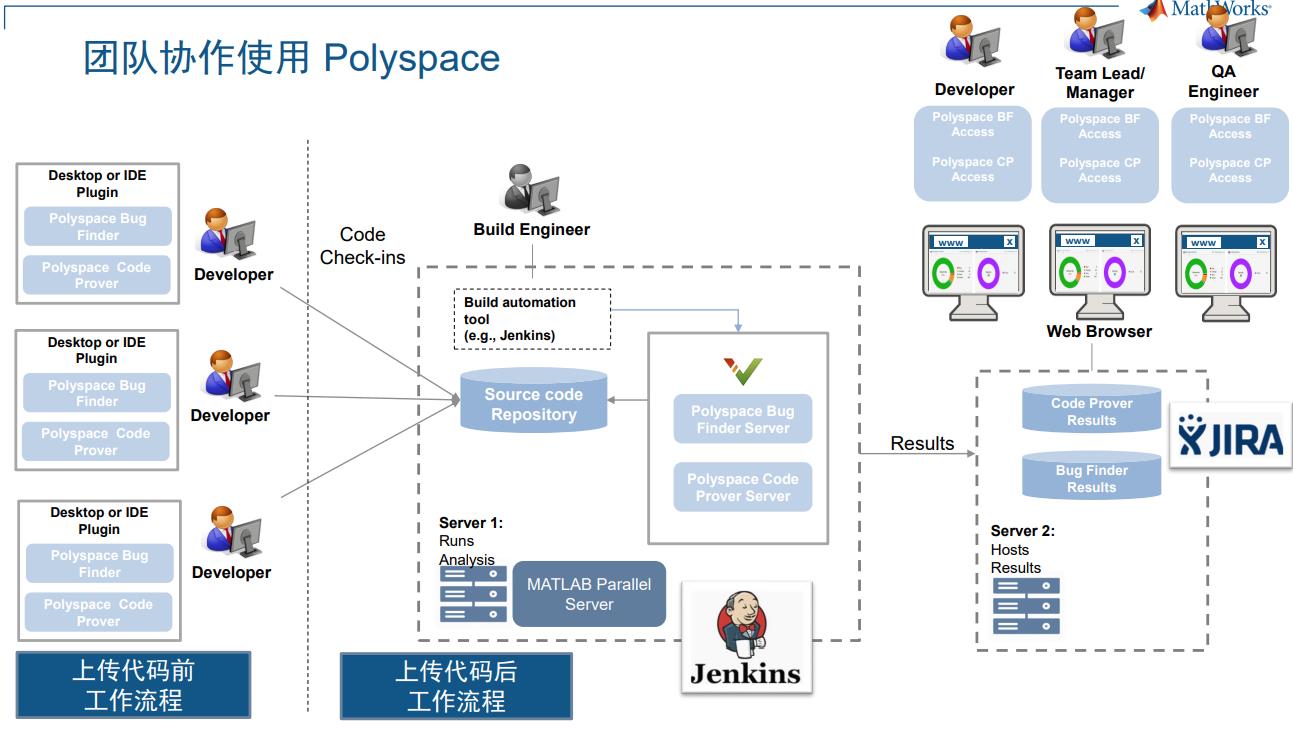 MathWorks®
团队协作使用 Polyspace
Developer
Team Lead/
Manager
QA
Engineer
Polyspace BF
Access
Polyspace CP
Access
Polyspace BF
Access
Polyspace CP
Access
Polyspace BF
Access
Polyspace CP
Access
www
X
www
X
www
X
Web Browser
Desktop or IDE
Plugin
Polyspace Bug
Finder
Polyspace Code
Prover
Developer
Desktop or IDE
Plugin
Polyspace Bug
Finder
Polyspace Code
Prover
Developer
Desktop or IDE
Plugin
Polyspace Bug
Finder
Polyspace Code
Prover
Developer
上传代码前
工作流程
Code
Check-ins
Build Engineer
Build automation
tool
(e.g., Jenkins)
Source code
Repository
Polyspace Bug
Finder Server
Polyspace Code
Prover Server
Server 1:
Runs
Analysis
MATLAB Parallel
Server
Jenkins
上传代码后
工作流程
Results
Code Prover
Results
Bug Finder
Results
JIRA
Server 2:
Hosts
Results